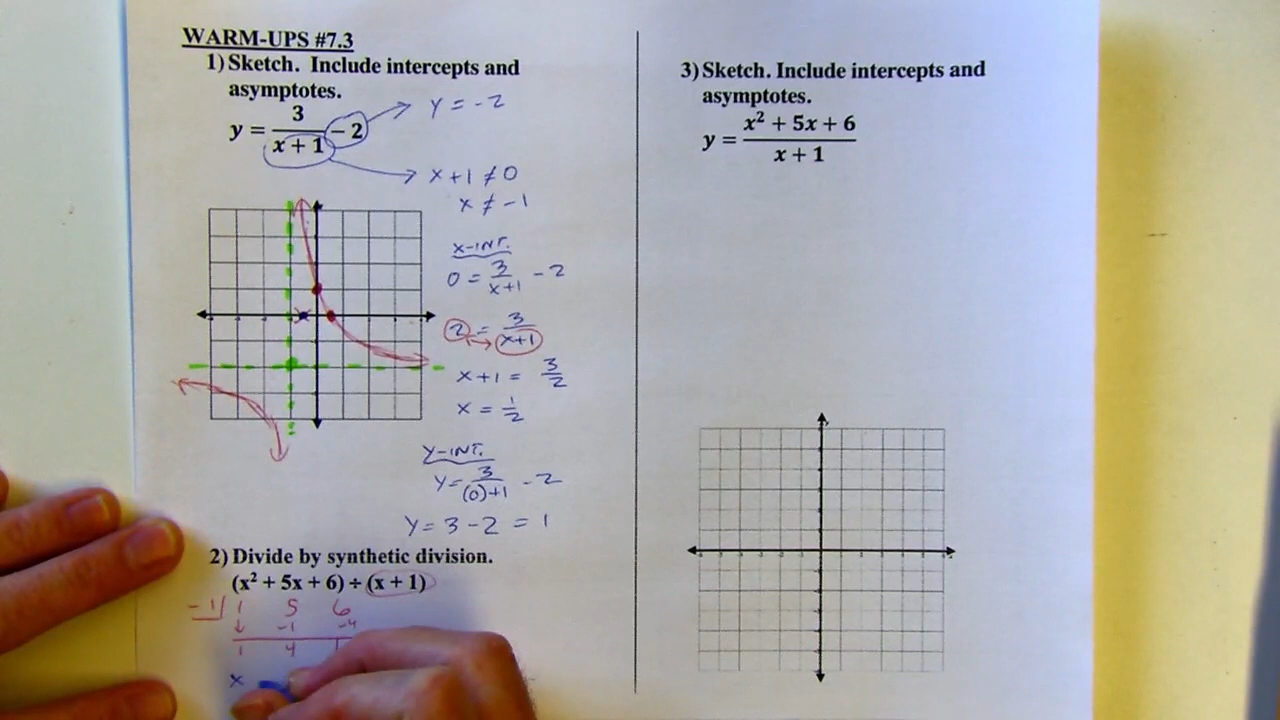 WARM-UPS #7.3
1) Sketch. Include intercepts and
asymptotes.
y = 3/(x + 1) − 2
y = -2
x+1 ≠ 0
x ≠ -1
x-INT.
0 = 3/(x+1) - 2
2 = 3/(x+1)
x+1 = 3/2
x = 1/2
Y-INT.
y = 3/((0)+1) - 2
y = 3 - 2 = 1
2) Divide by synthetic division.
(x² + 5x + 6) ÷ (x + 1)
-1 1 5 6
↓ -1 -4
1 4
x
3) Sketch. Include intercepts and
asymptotes.
y = (x² + 5x + 6)/(x + 1)